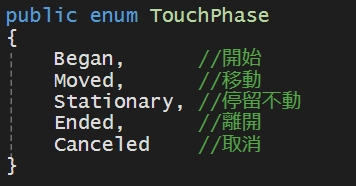 public enum TouchPhase
{
Began, //開始
Moved, //移動
Stationary, //停留不動
Ended, //離開
Canceled //取消
}